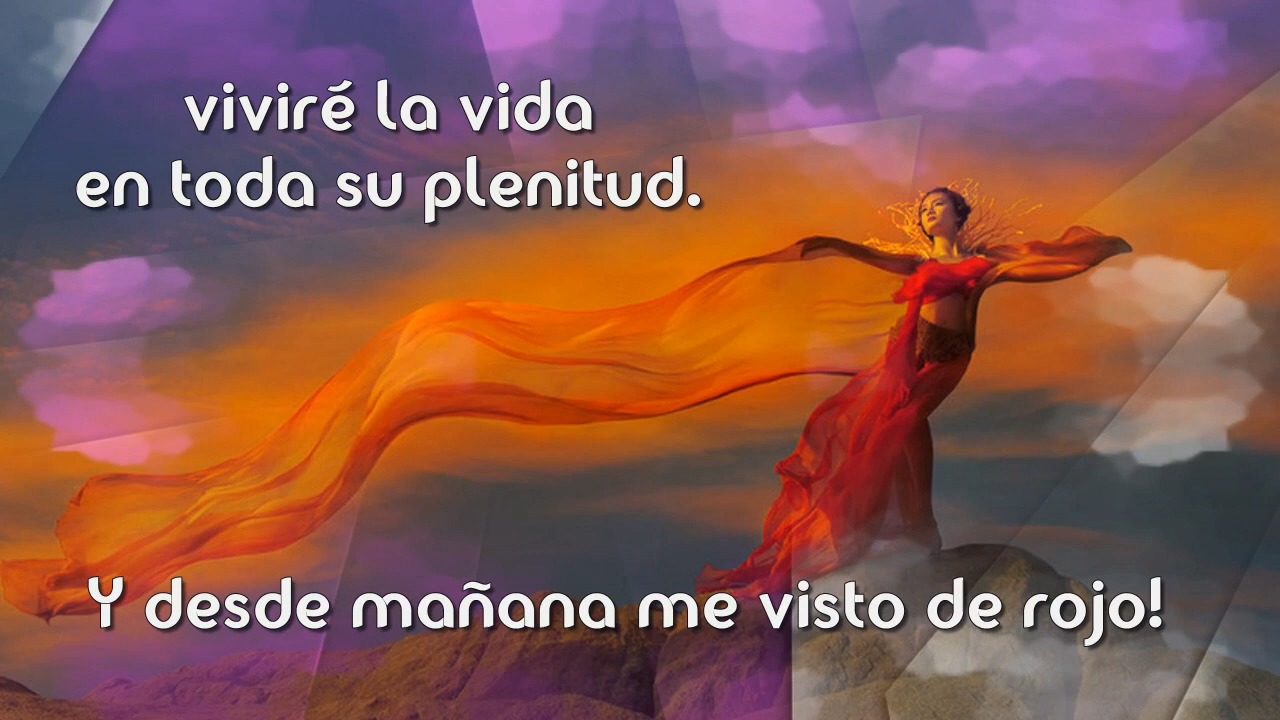 viviré la vida
en toda su plenitud.
Y desde mañana me visto de rojo!